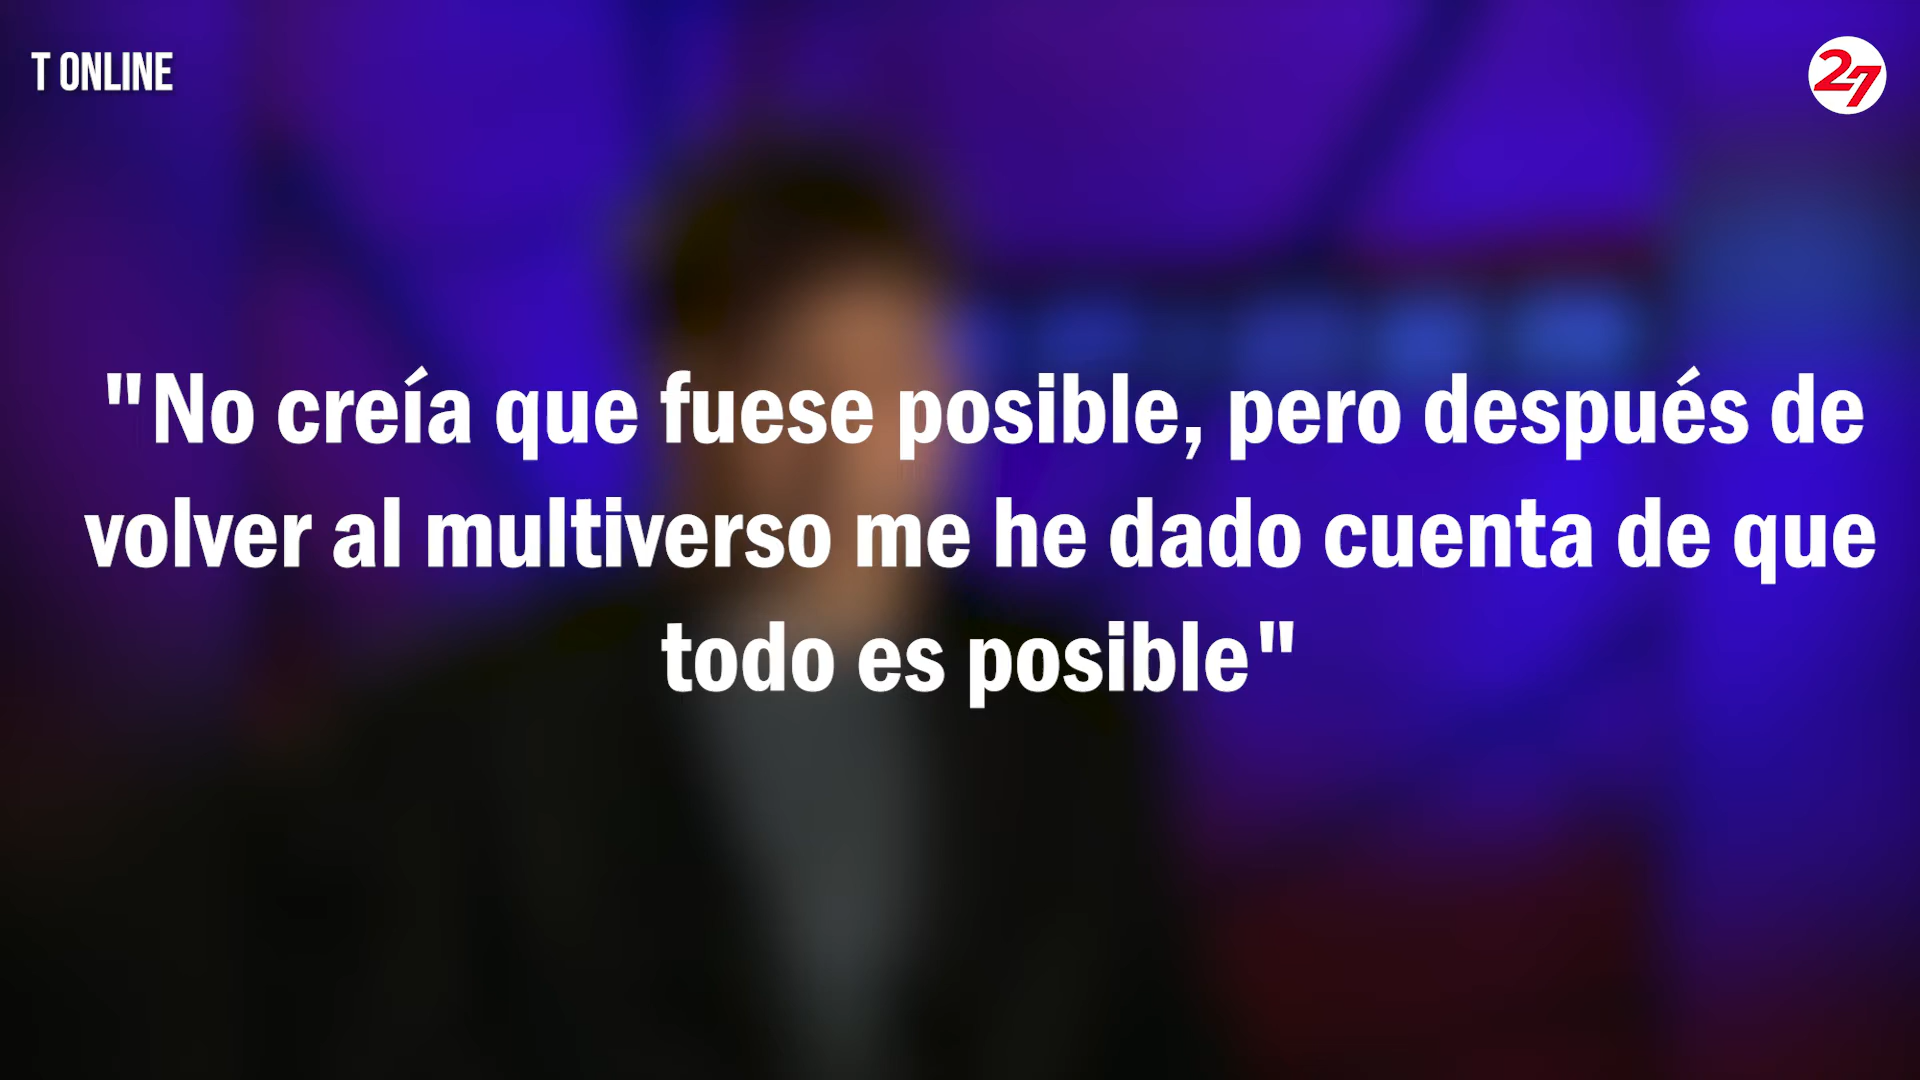 T ONLINE
27
"No creía que fuese posible, pero después de
volver al multiverso me he dado cuenta de que
todo es posible"